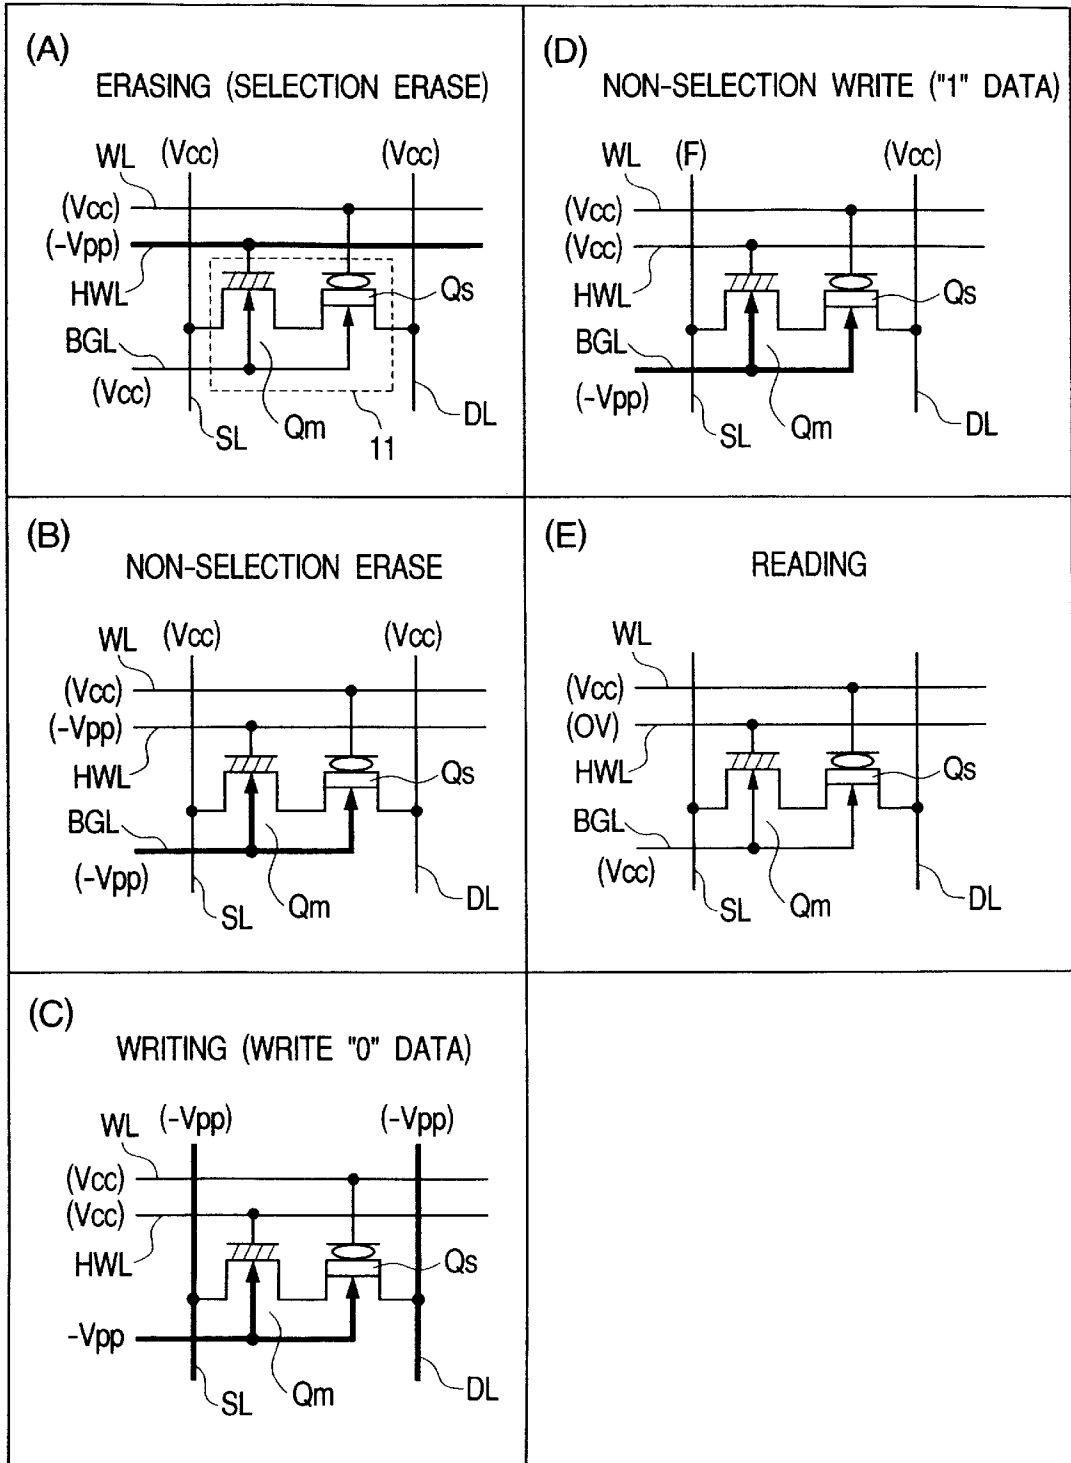 (A)
ERASING (SELECTION ERASE)
WL (Vcc) (Vcc)
(Vcc)
(-Vpp)
HWL Qs
BGL
(Vcc)
SL Qm 11 DL
(B)
NON-SELECTION ERASE
WL (Vcc) (Vcc)
(Vcc)
(-Vpp)
HWL Qs
BGL
(-Vpp)
SL Qm DL
(C)
WRITING (WRITE "0" DATA)
WL (-Vpp) (-Vpp)
(Vcc)
(Vcc)
HWL Qs
-Vpp
SL Qm DL
(D)
NON-SELECTION WRITE ("1" DATA)
WL (F) (Vcc)
(Vcc)
(Vcc)
HWL Qs
BGL
(-Vpp)
SL Qm DL
(E)
READING
WL
(Vcc)
(OV)
HWL Qs
BGL
(Vcc)
SL Qm DL